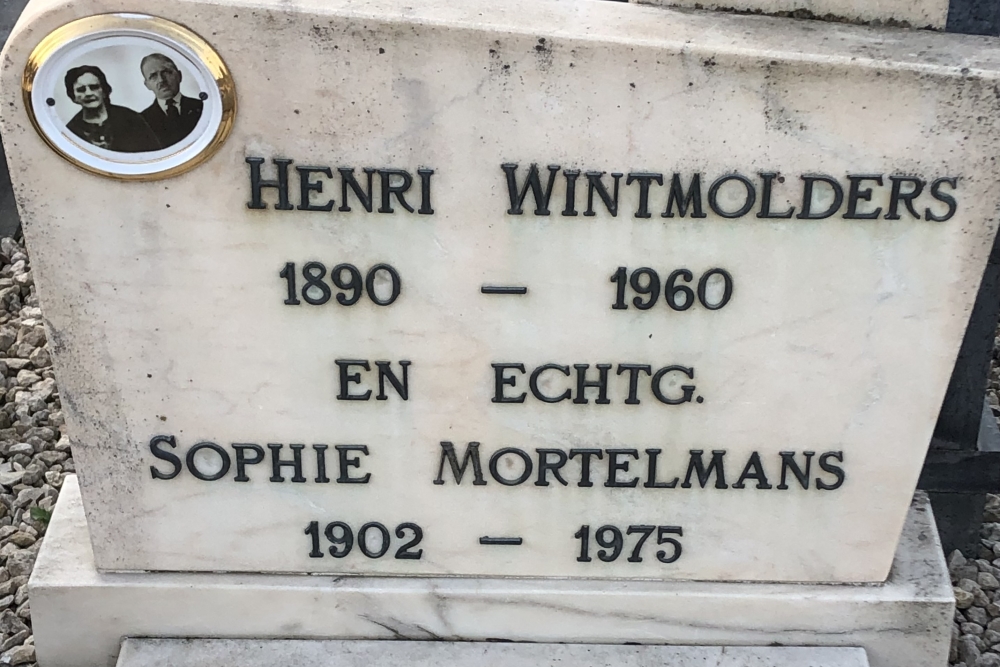 HENRI WINTMOLDERS
1890 – 1960
EN ECHTG.
SOPHIE MORTELMANS
1902 – 1975